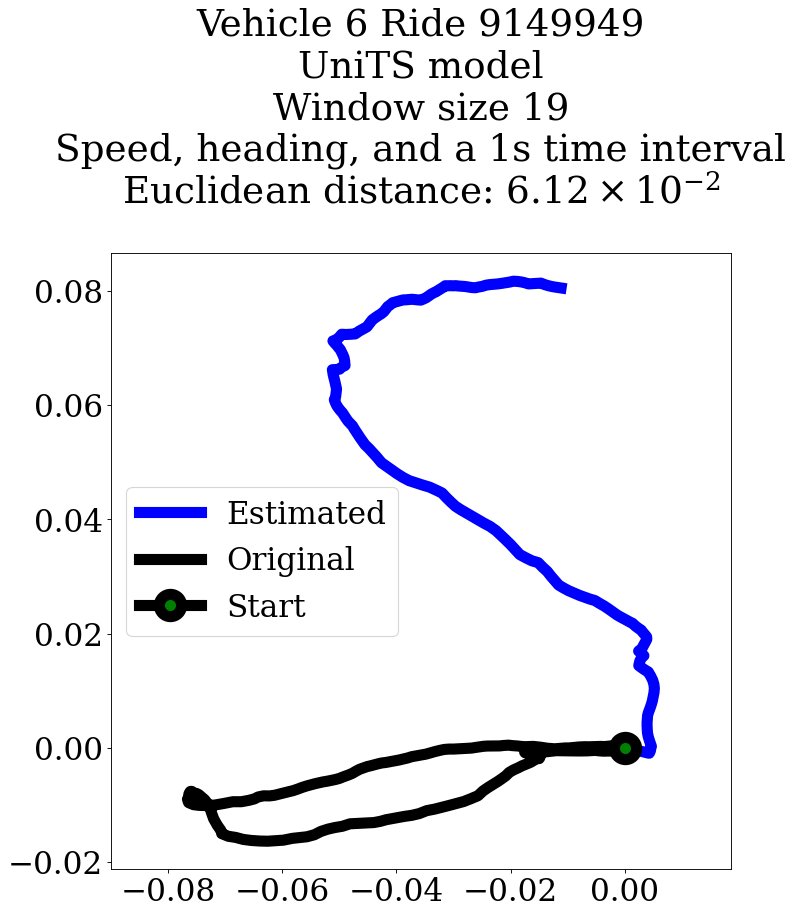 Vehicle 6 Ride 9149949
UniTS model
Window size 19
Speed, heading, and a 1s time interval
Euclidean distance: 6.12 × 10⁻²
0.08
0.06
0.04
0.02
0.00
−0.02
Estimated
Original
Start
−0.08 −0.06 −0.04 −0.02 0.00